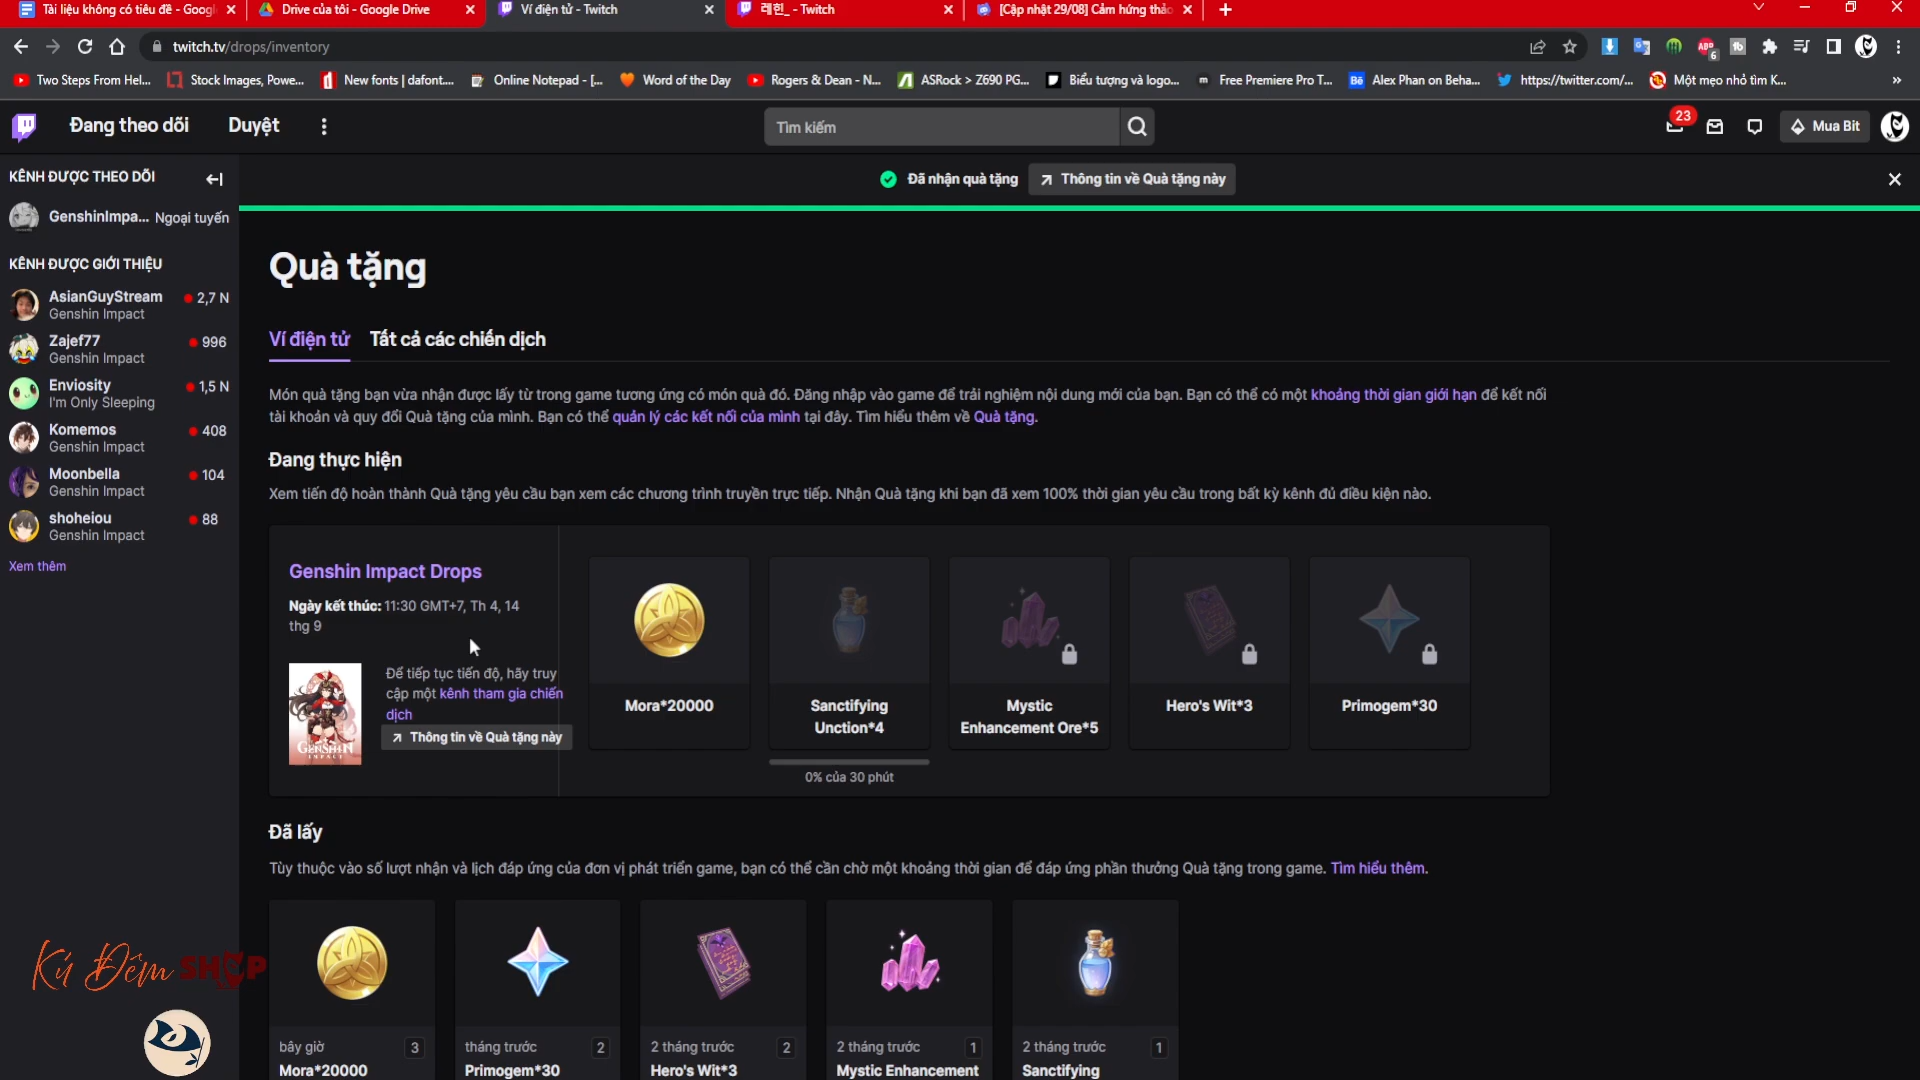 Tài liệu không có tiêu đề - Googl
Drive của tôi - Google Drive
Ví điện tử - Twitch
레힌_ - Twitch
[Cập nhật 29/08] Cảm hứng thảo
twitch.tv/drops/inventory
6
Two Steps From Hel...
Stock Images, Powe...
New fonts | dafont....
Online Notepad - [...
Word of the Day
Rogers & Dean - N...
ASRock > Z690 PG...
Biểu tượng và logo...
Free Premiere Pro T...
Alex Phan on Beha...
https://twitter.com/...
Một mẹo nhỏ tìm K...
»
Đang theo dõi
Duyệt
Tìm kiếm
23
Mua Bit
KÊNH ĐƯỢC THEO DÕI
GenshinImpa... Ngoại tuyến
KÊNH ĐƯỢC GIỚI THIỆU
AsianGuyStream 2,7 N
Genshin Impact
Zajef77 996
Genshin Impact
Enviosity 1,5 N
I'm Only Sleeping
Komemos 408
Genshin Impact
Moonbella 104
Genshin Impact
shoheiou 88
Genshin Impact
Xem thêm
Đã nhận quà tặng
Thông tin về Quà tặng này
Quà tặng
Ví điện tử
Tất cả các chiến dịch
Món quà tặng bạn vừa nhận được lấy từ trong game tương ứng có món quà đó. Đăng nhập vào game để trải nghiệm nội dung mới của bạn. Bạn có thể có một khoảng thời gian giới hạn để kết nối
tài khoản và quy đổi Quà tặng của mình. Bạn có thể quản lý các kết nối của mình tại đây. Tìm hiểu thêm về Quà tặng.
Đang thực hiện
Xem tiến độ hoàn thành Quà tặng yêu cầu bạn xem các chương trình truyền trực tiếp. Nhận Quà tặng khi bạn đã xem 100% thời gian yêu cầu trong bất kỳ kênh đủ điều kiện nào.
Genshin Impact Drops
Ngày kết thúc: 11:30 GMT+7, Th 4, 14
thg 9
GENSHIN
IMPACT
Để tiếp tục tiến độ, hãy truy
cập một kênh tham gia chiến
dịch
Thông tin về Quà tặng này
Mora*20000
Sanctifying
Unction*4
0% của 30 phút
Mystic
Enhancement Ore*5
Hero's Wit*3
Primogem*30
Đã lấy
Tùy thuộc vào số lượt nhận và lịch đáp ứng của đơn vị phát triển game, bạn có thể cần chờ một khoảng thời gian để đáp ứng phần thưởng Quà tặng trong game. Tìm hiểu thêm.
bây giờ 3
Mora*20000
tháng trước 2
Primogem*30
2 tháng trước 2
Hero's Wit*3
2 tháng trước 1
Mystic Enhancement
2 tháng trước 1
Sanctifying
Kú Đêm SHOP